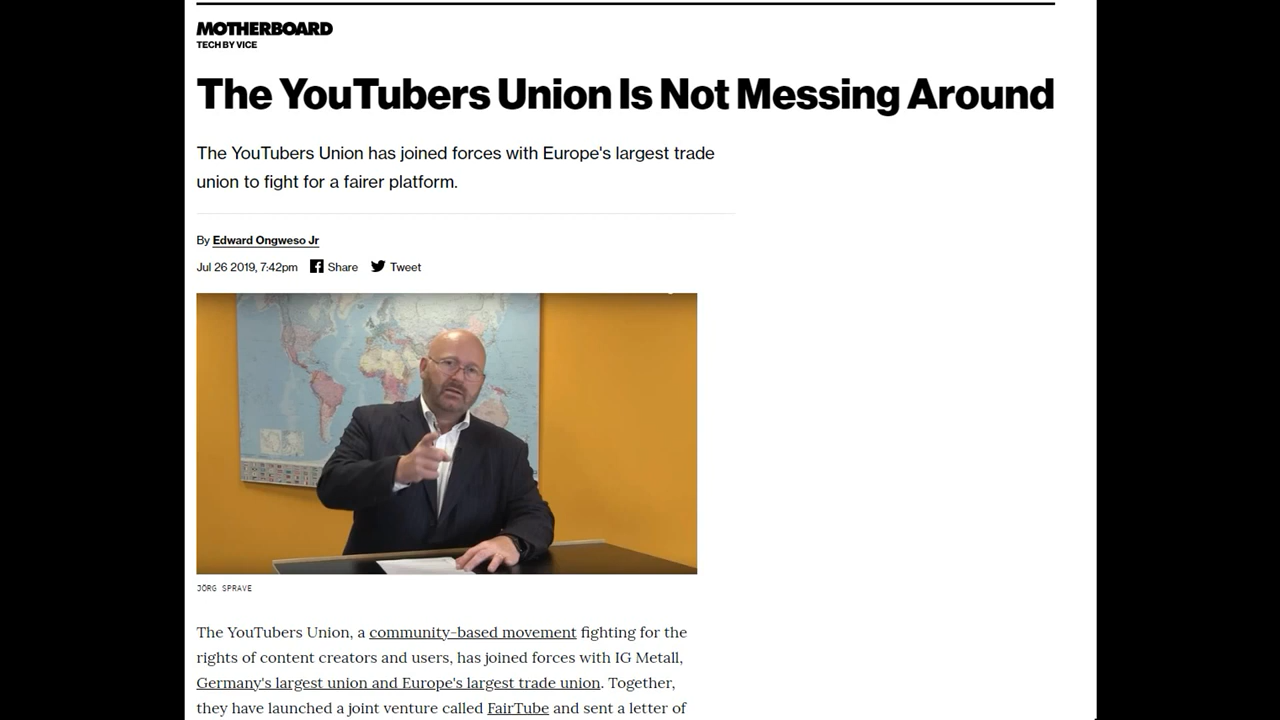 MOTHERBOARD
TECH BY VICE
The YouTubers Union Is Not Messing Around
The YouTubers Union has joined forces with Europe's largest trade
union to fight for a fairer platform.
By Edward Ongweso Jr
Jul 26 2019, 7:42pm Share Tweet
JÖRG SPRAVE
The YouTubers Union, a community-based movement fighting for the
rights of content creators and users, has joined forces with IG Metall,
Germany's largest union and Europe's largest trade union. Together,
they have launched a joint venture called FairTube and sent a letter of